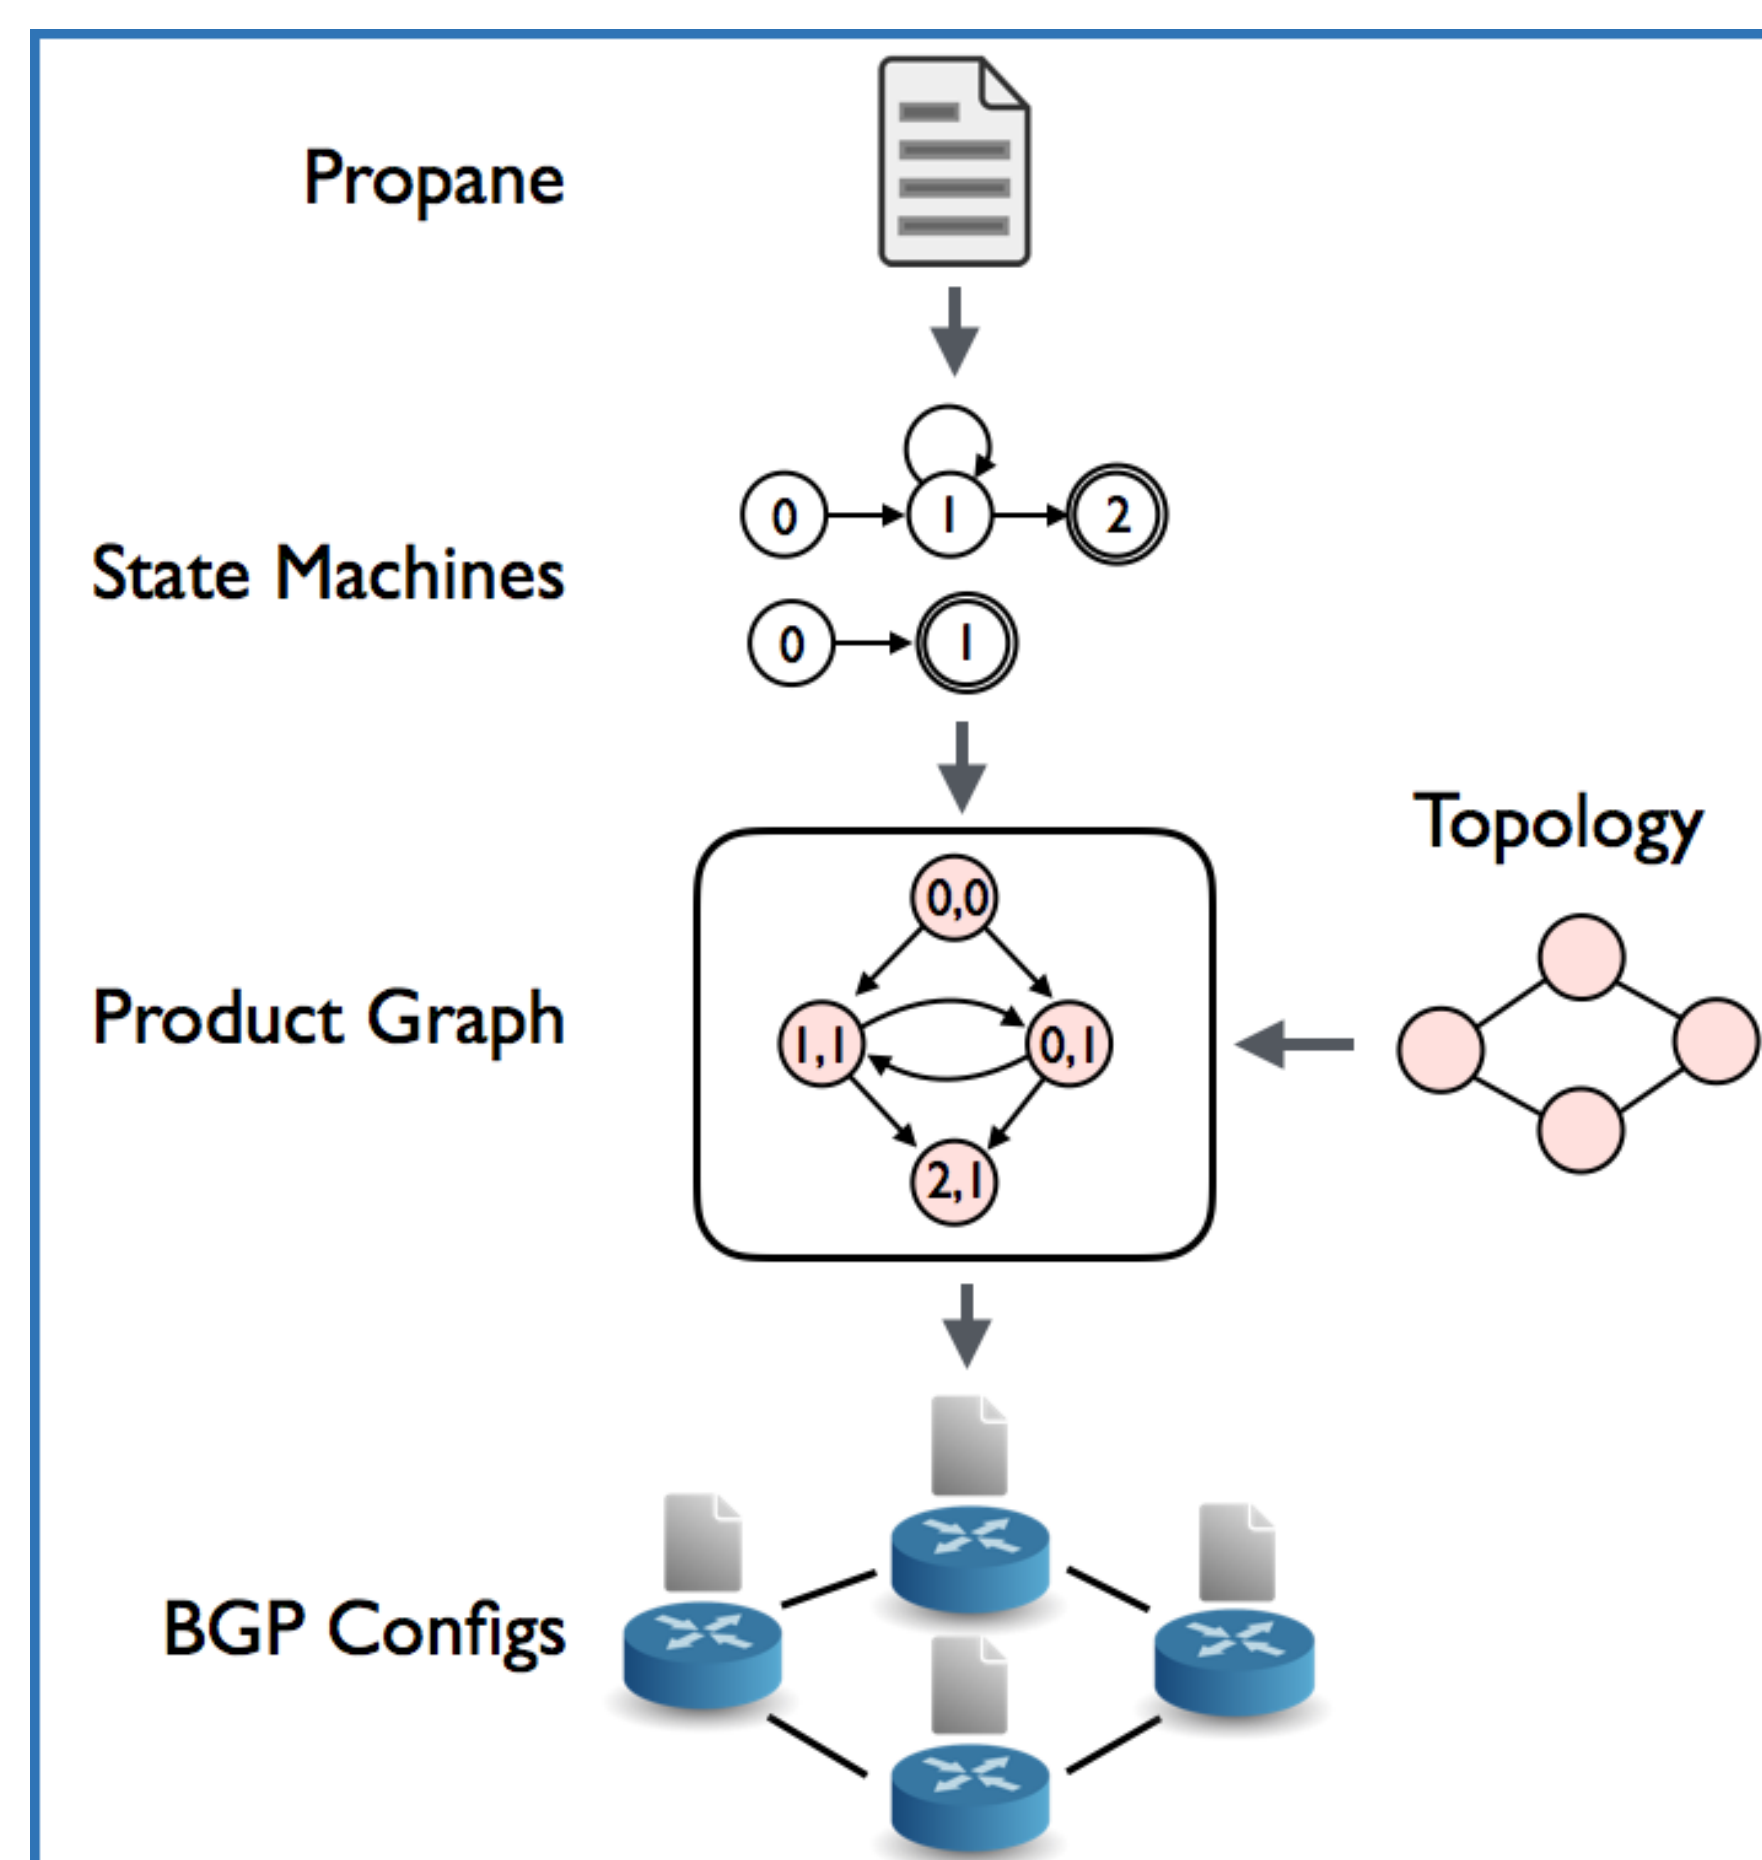 Propane
0 1 2
State Machines
0 1
Topology
0,0
Product Graph
1,1 0,1
2,1
BGP Configs